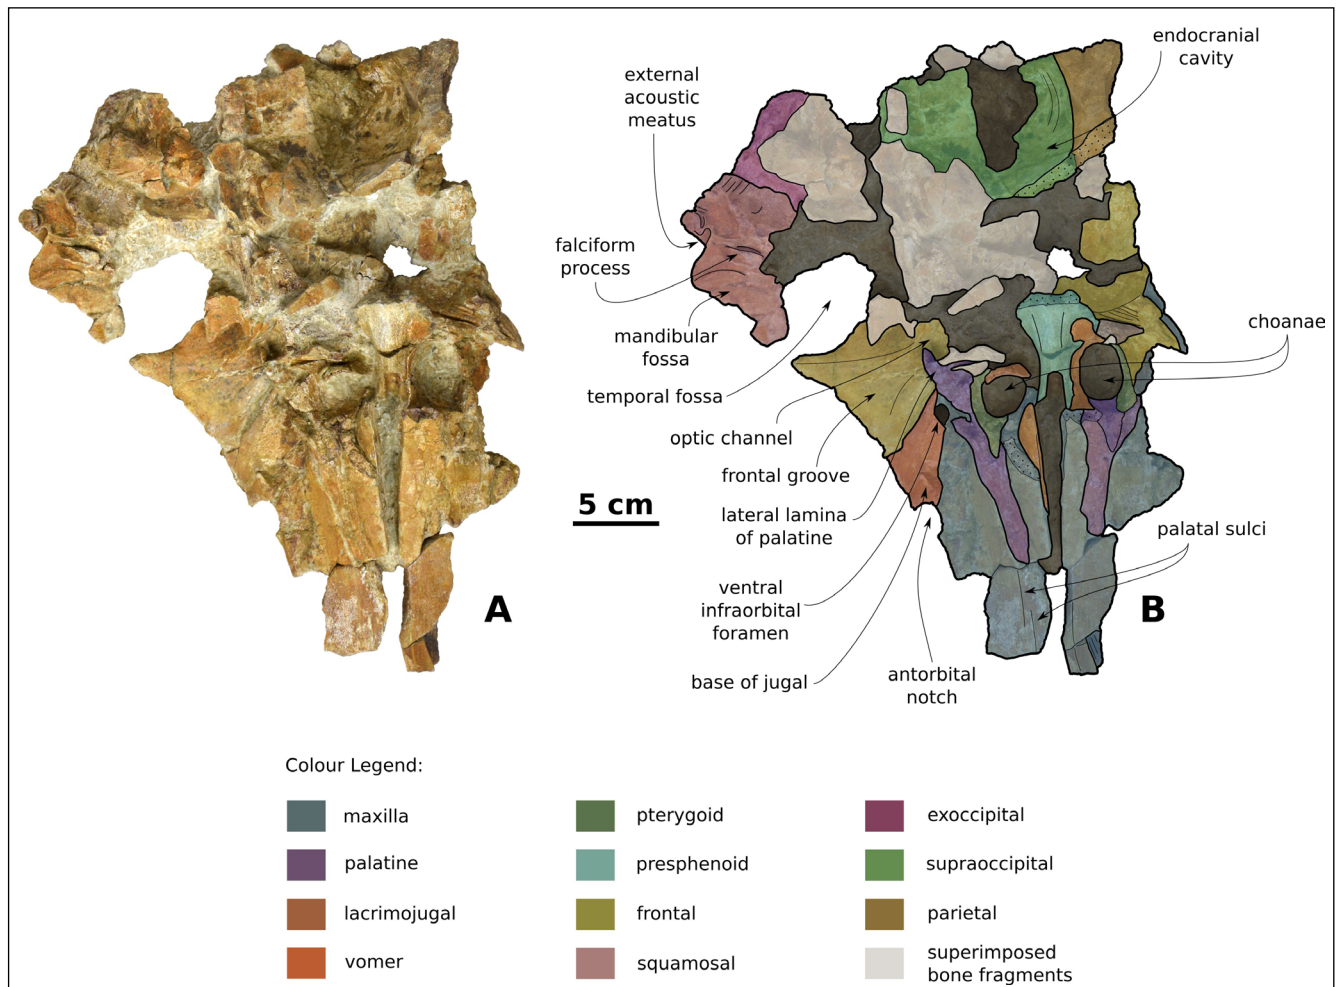 endocranial
cavity
external
acoustic
meatus
falciform
process
mandibular
fossa
choanae
temporal fossa
optic channel
frontal groove
5 cm
lateral lamina
of palatine
palatal sulci
ventral
infraorbital
foramen
A
B
base of jugal
antorbital
notch
Colour Legend:
maxilla
pterygoid
exoccipital
palatine
presphenoid
supraoccipital
lacrimojugal
frontal
parietal
vomer
squamosal
superimposed
bone fragments